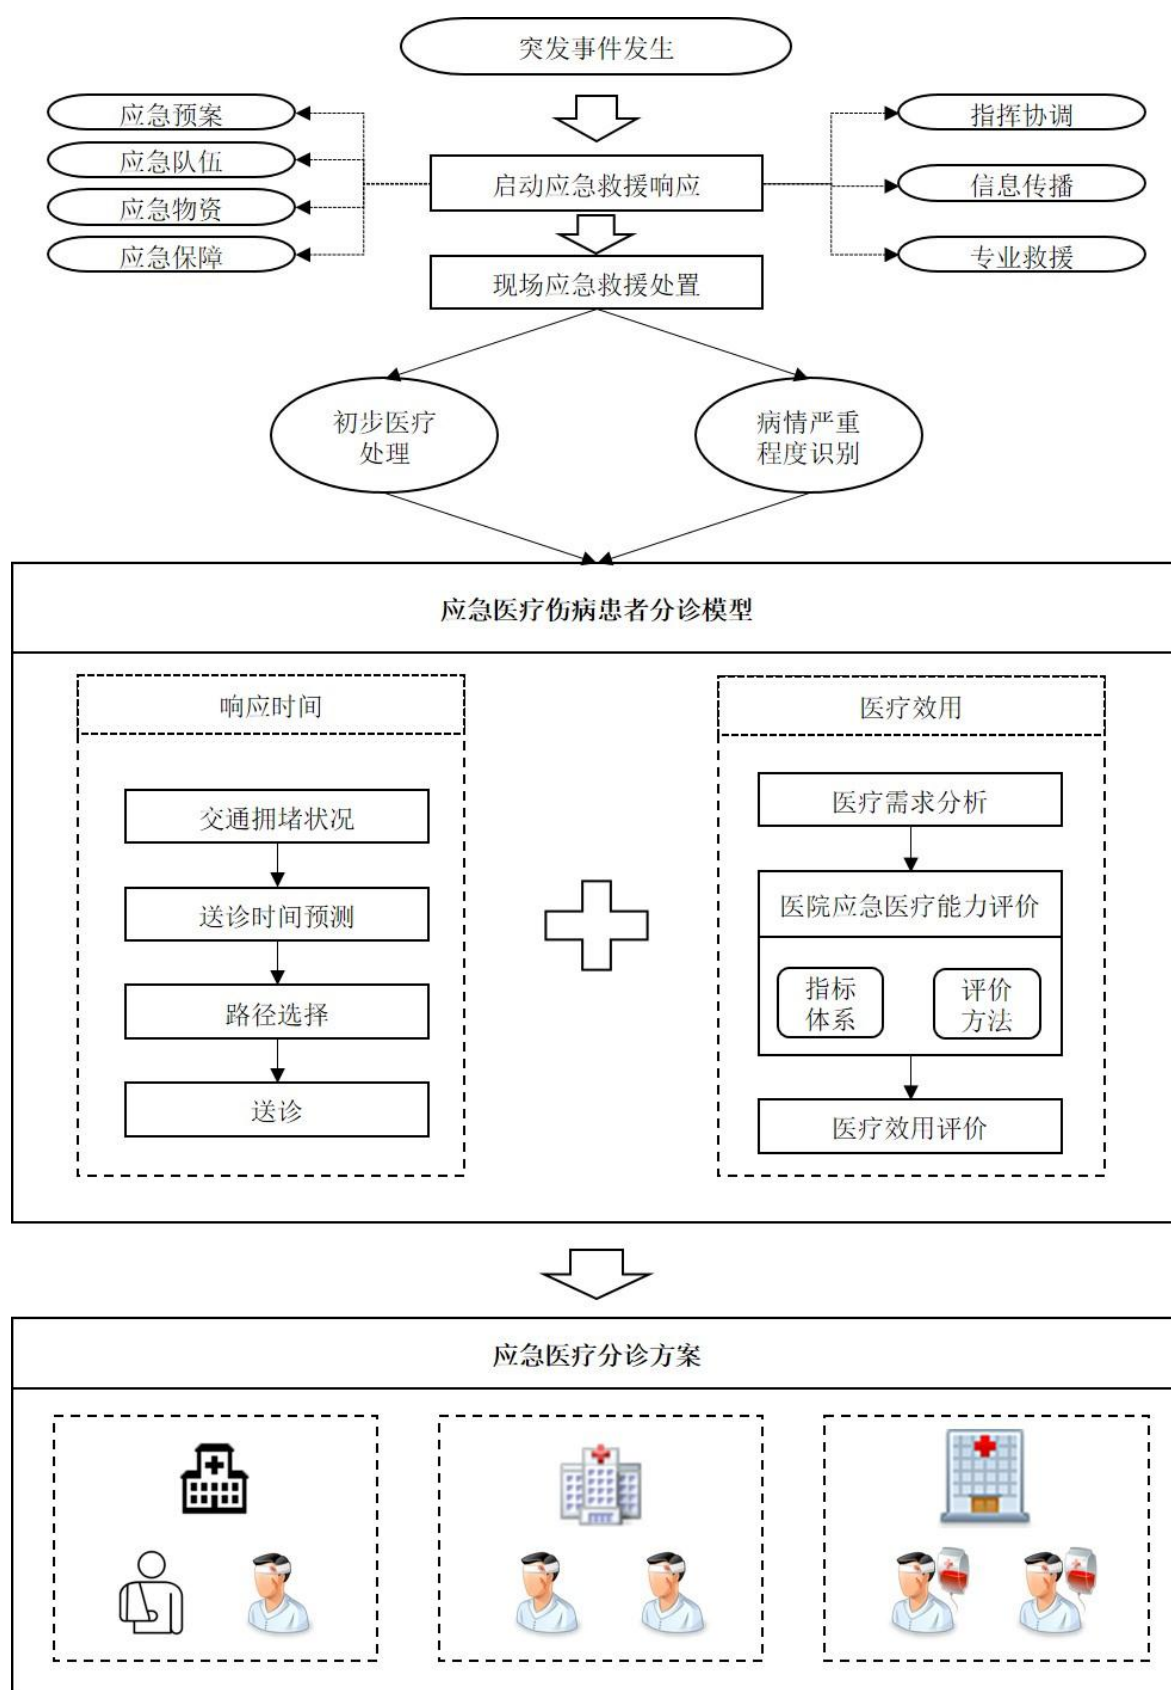 突发事件发生
应急预案
应急队伍
应急物资
应急保障
启动应急救援响应
指挥协调
信息传播
专业救援
现场应急救援处置
初步医疗
处理
病情严重
程度识别
应急医疗伤病患者分诊模型
响应时间
交通拥堵状况
送诊时间预测
路径选择
送诊
医疗效用
医疗需求分析
医院应急医疗能力评价
指标
体系
评价
方法
医疗效用评价
应急医疗分诊方案